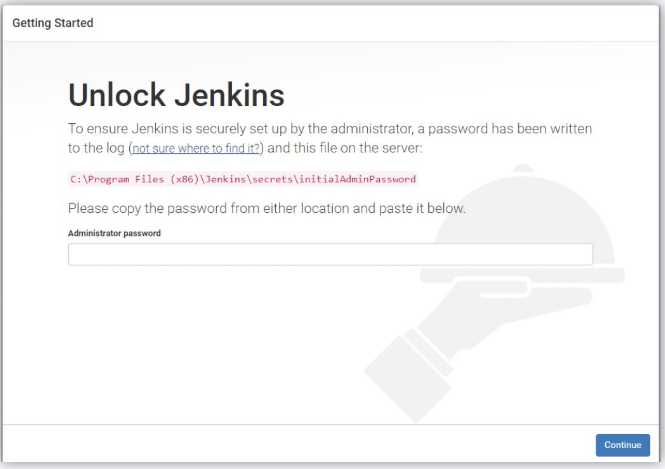 Getting Started
Unlock Jenkins
To ensure Jenkins is securely set up by the administrator, a password has been written
to the log (not sure where to find it?) and this file on the server:
C:\Program Files (x86)\Jenkins\secrets\initialAdminPassword
Please copy the password from either location and paste it below.
Administrator password
Continue